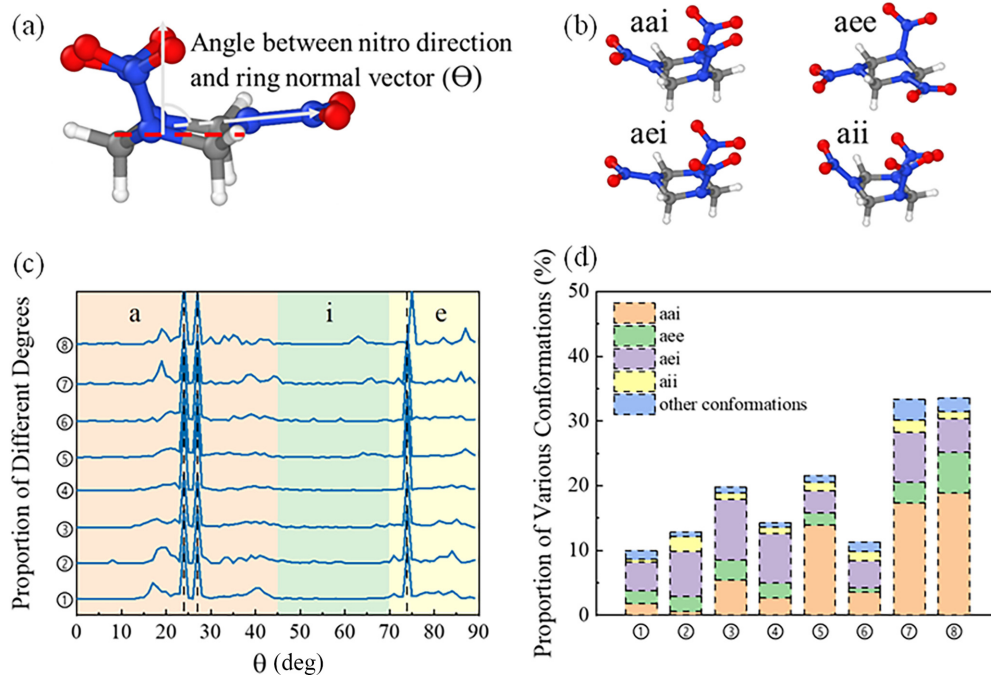 (a)
Angle between nitro direction
and ring normal vector (Θ)
(b)
aai
aee
aei
aii
(c)
Proportion of Different Degrees
a
i
e
⑧
⑦
⑥
⑤
④
③
②
①
0 10 20 30 40 50 60 70 80 90
θ (deg)
(d)
Proportion of Various Conformations (%)
50
40
30
20
10
0
aai
aee
aei
aii
other conformations
① ② ③ ④ ⑤ ⑥ ⑦ ⑧